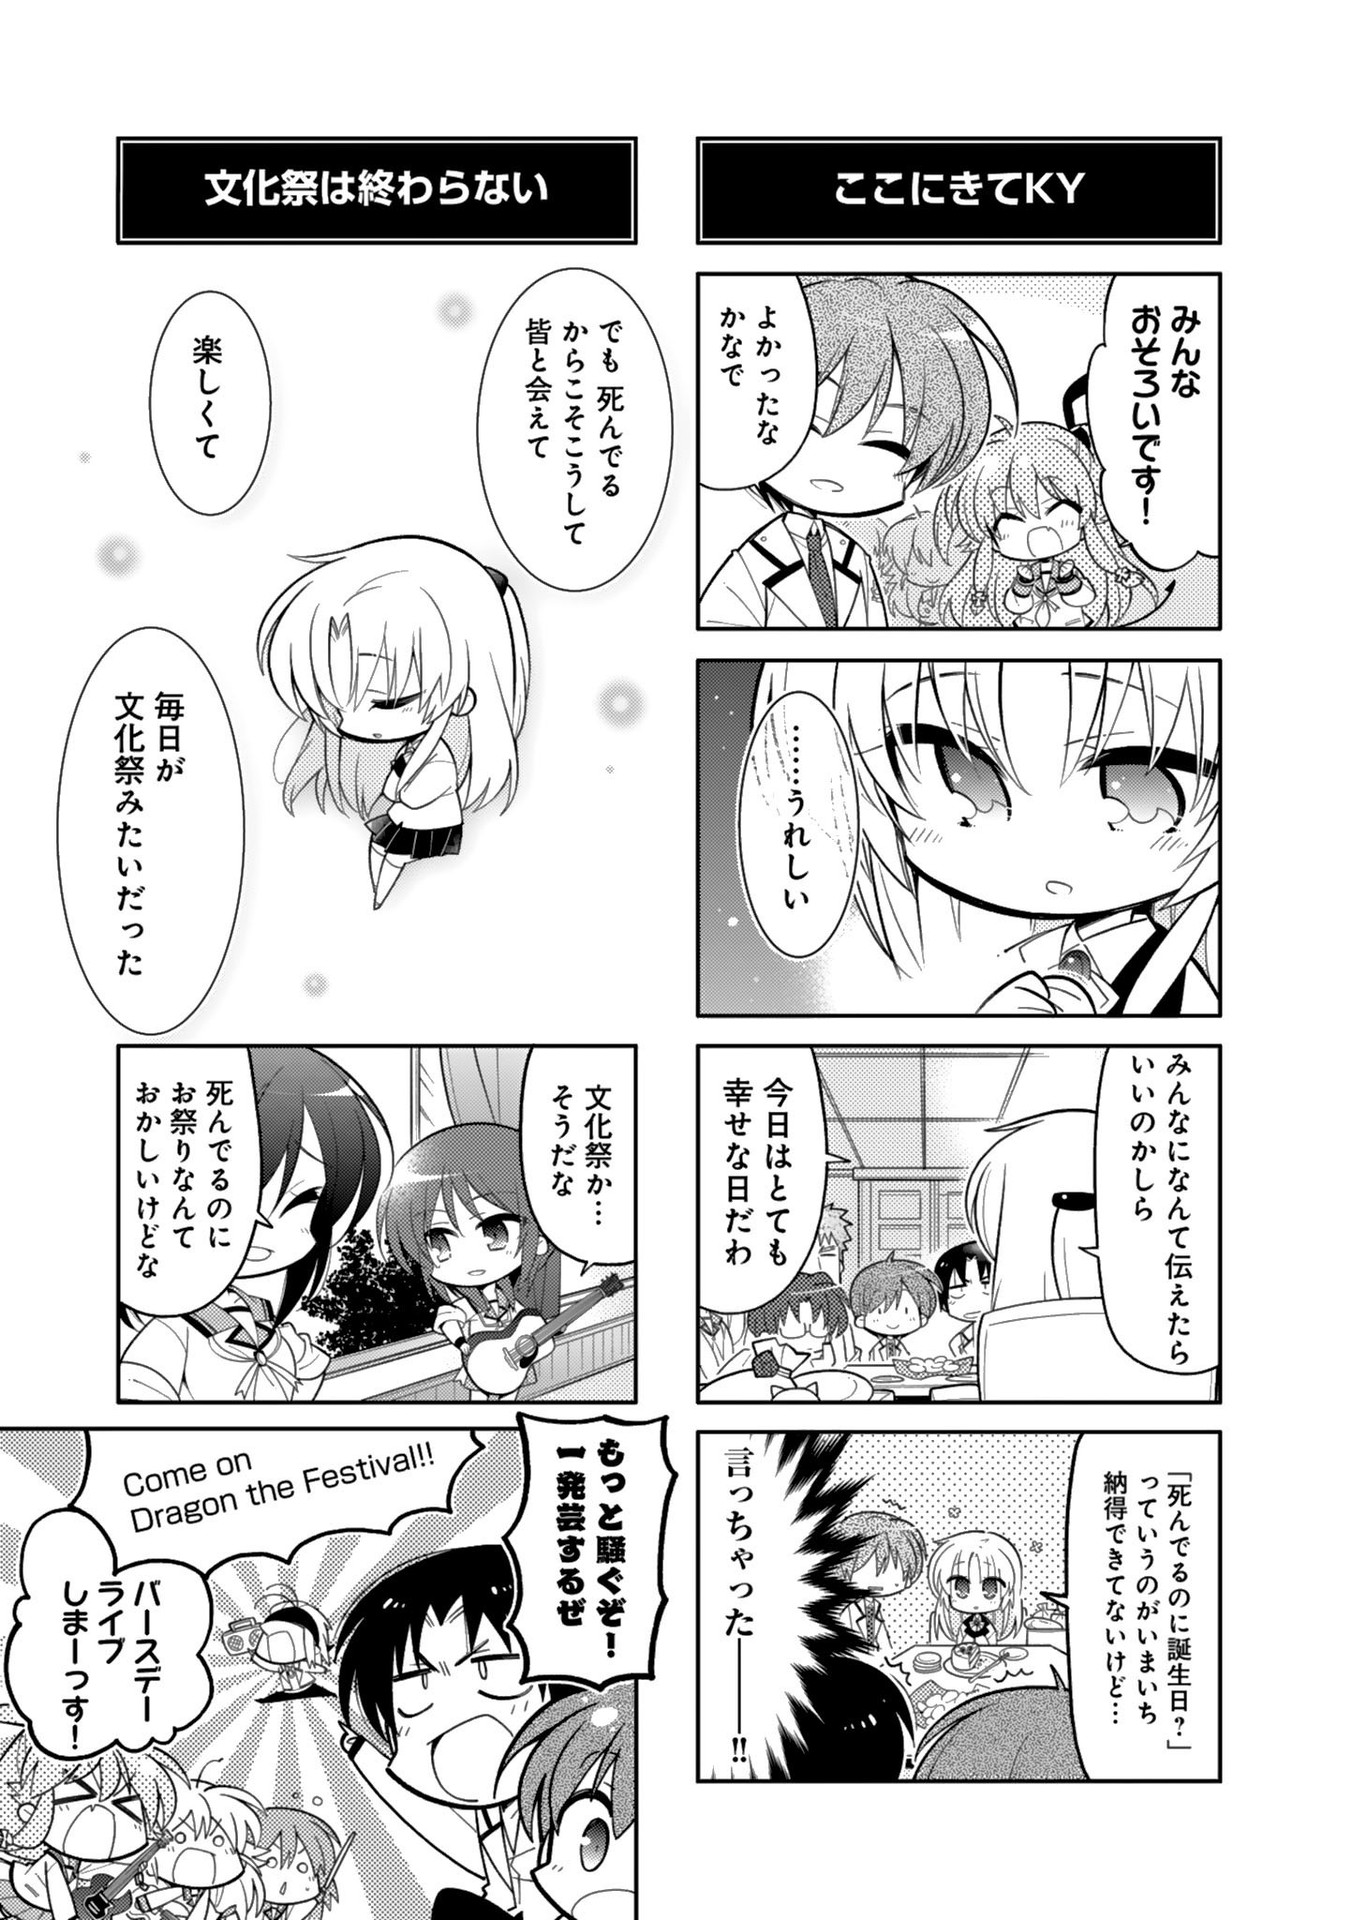 ここにきてKY
みんな
おそろいです！
よかったな
かなで
……うれしい
みんなになんて伝えたら
いいのかしら
今日はとても
幸せな日だわ
「死んでるのに誕生日？」
っていうのがいまいち
納得できてないけど…
言っちゃった――!!
文化祭は終わらない
でも 死んでる
からこそこうして
皆と会えて
楽しくて
毎日が
文化祭みたいだった
文化祭か…
そうだな
死んでるのに
お祭りなんて
おかしいけどな
もっと騒ぐぞ！
一発芸するぜ
Come on
Dragon the Festival!!
バースデー
ライブ
しまーっす！